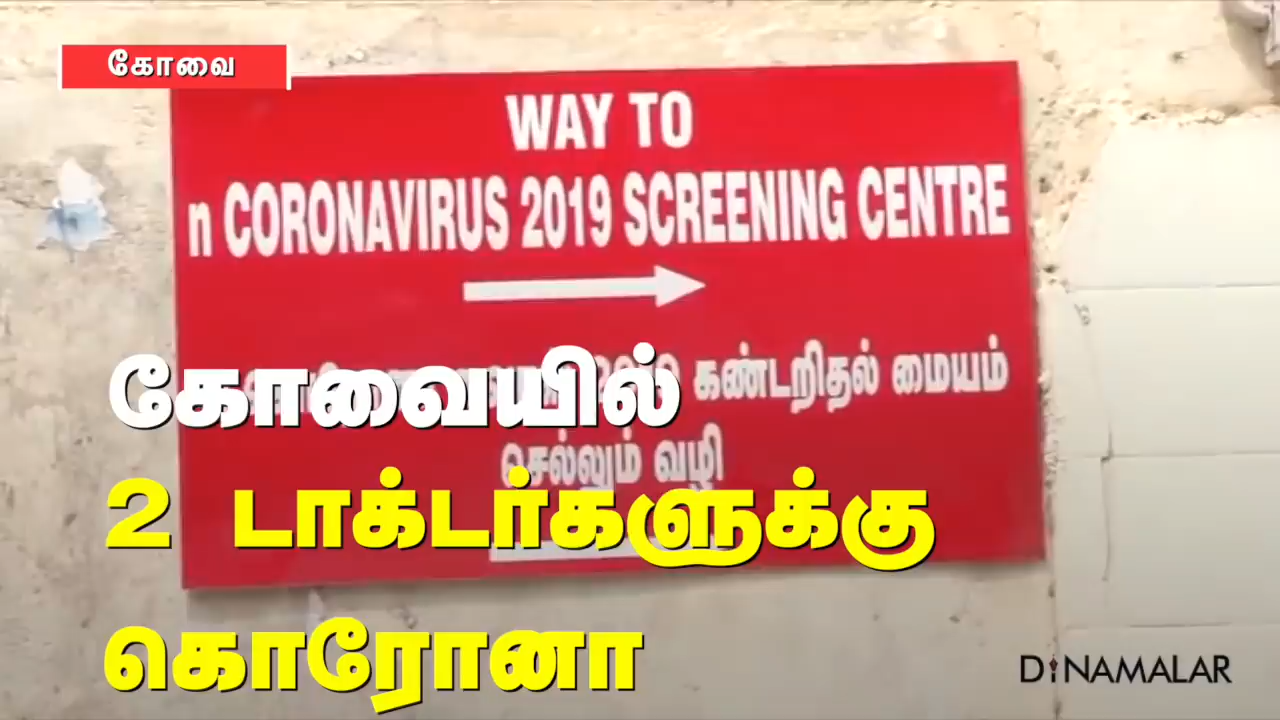 கோவை
WAY TO
n CORONAVIRUS 2019 SCREENING CENTRE
கண்டறிதல் மையம்
செல்லும் வழி
கோவையில்
2 டாக்டர்களுக்கு
கொரோனா
DINAMALAR